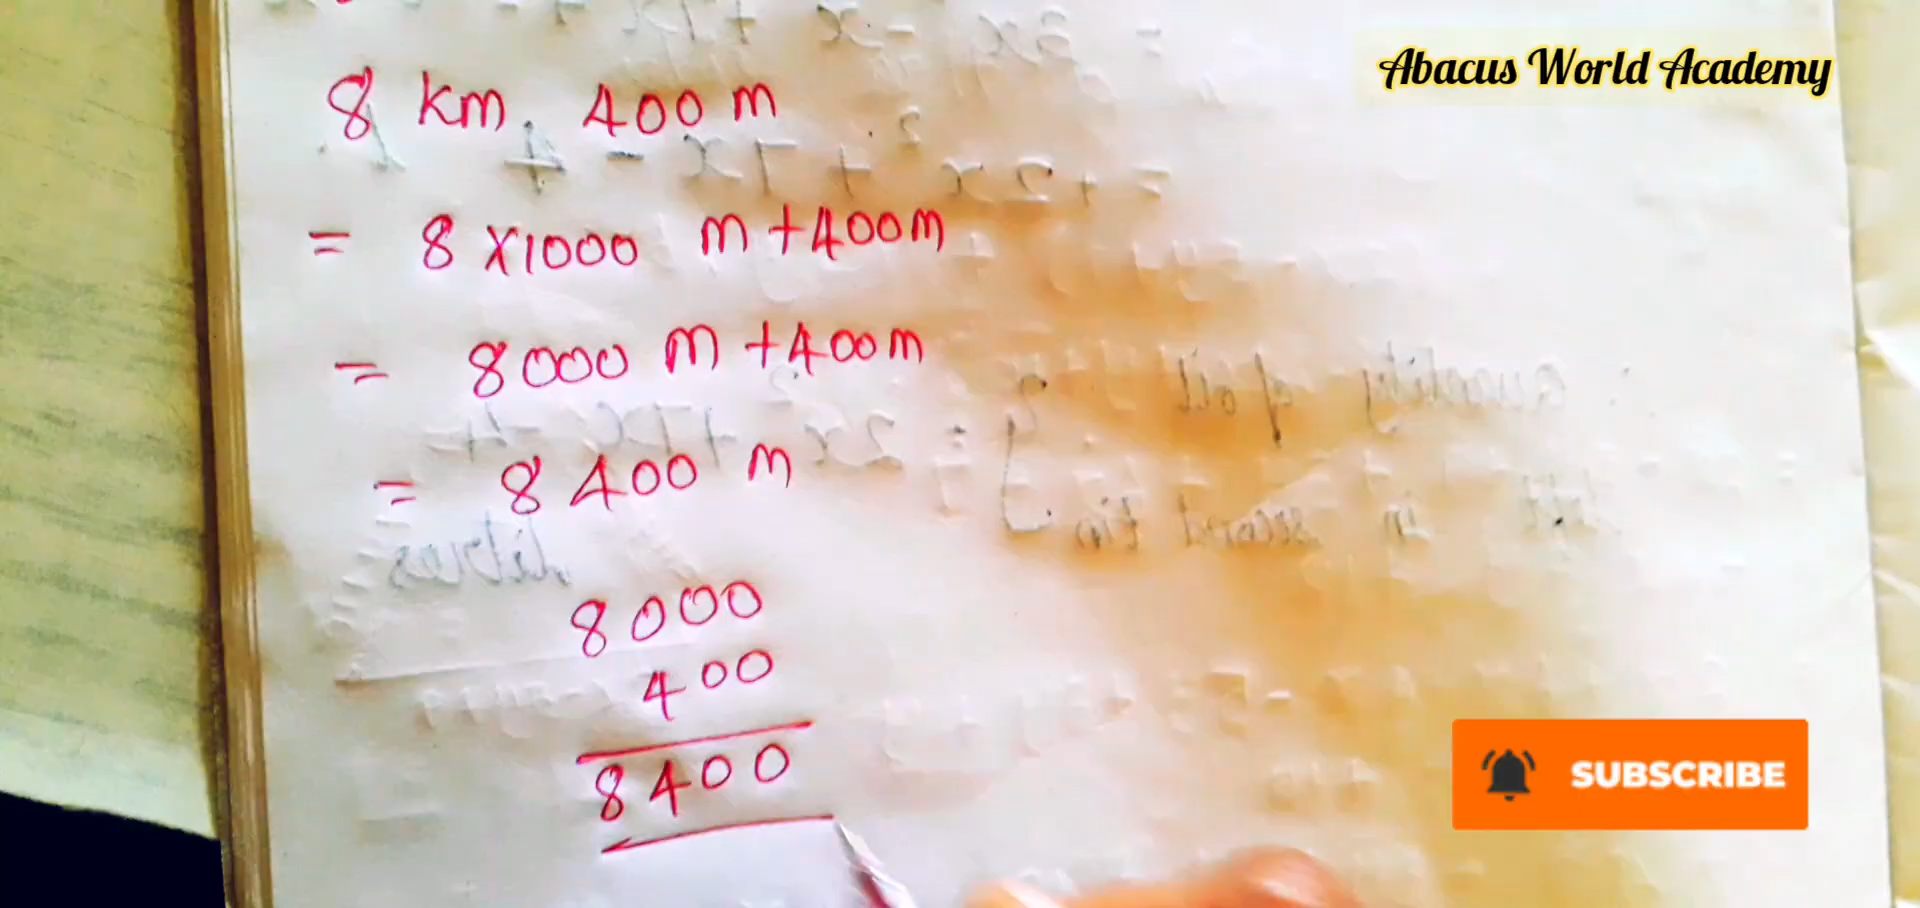 Abacus World Academy
8 km 400 m
= 8 X1000 m +400m
= 8000 m +400m
= 8400 m
8000
400
8400
SUBSCRIBE